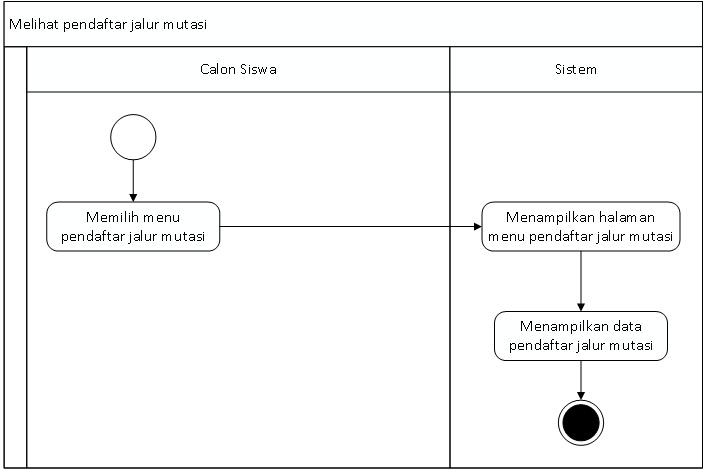 Melihat pendaftar jalur mutasi
Calon Siswa
Sistem
Memilih menu
pendaftar jalur mutasi
Menampilkan halaman
menu pendaftar jalur mutasi
Menampilkan data
pendaftar jalur mutasi